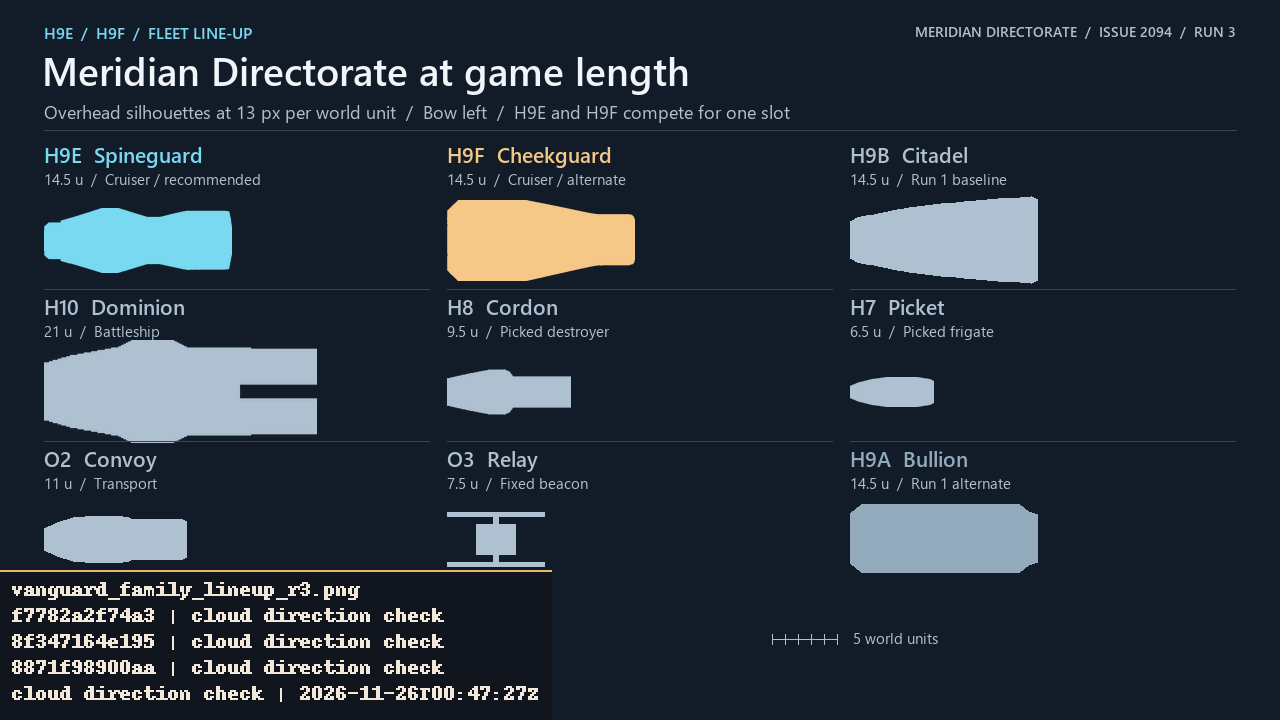 H9E / H9F / FLEET LINE-UP
MERIDIAN DIRECTORATE / ISSUE 2094 / RUN 3
Meridian Directorate at game length
Overhead silhouettes at 13 px per world unit / Bow left / H9E and H9F compete for one slot
H9E Spineguard
14.5 u / Cruiser / recommended
H9F Cheekguard
14.5 u / Cruiser / alternate
H9B Citadel
14.5 u / Run 1 baseline
H10 Dominion
21 u / Battleship
H8 Cordon
9.5 u / Picked destroyer
H7 Picket
6.5 u / Picked frigate
O2 Convoy
11 u / Transport
O3 Relay
7.5 u / Fixed beacon
H9A Bullion
14.5 u / Run 1 alternate
vanguard_family_lineup_r3.png
f7782a2f74a3 | cloud direction check
8f347164e195 | cloud direction check
8871f98900aa | cloud direction check
cloud direction check | 2026-11-26T00:47:27Z
5 world units